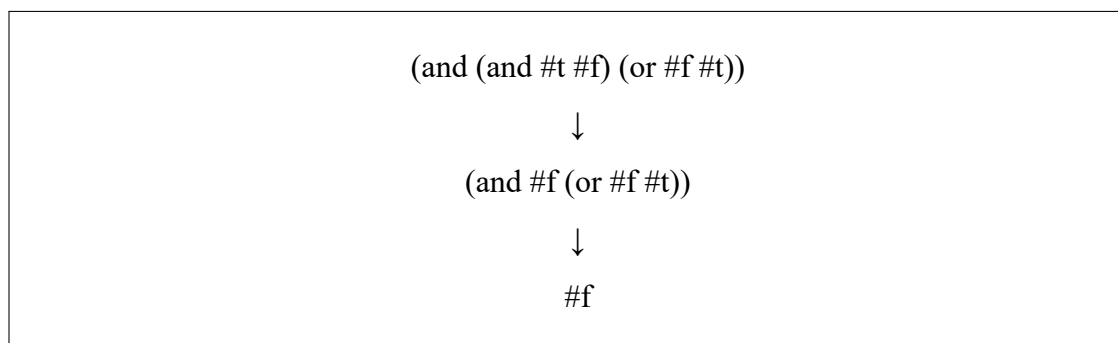 (and (and #t #f) (or #f #t))
↓
(and #f (or #f #t))
↓
#f